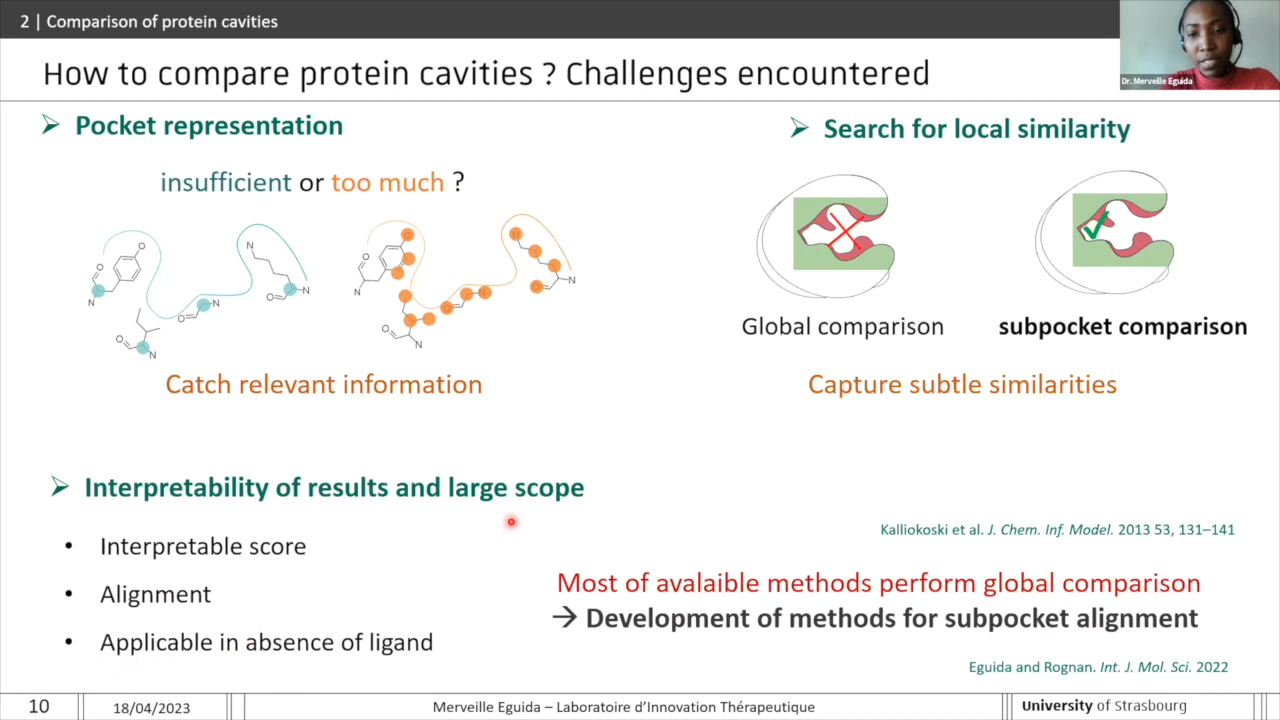 2 | Comparison of protein cavities
Dr. Merveille Eguida
How to compare protein cavities ? Challenges encountered
➢ Pocket representation
insufficient or too much ?
O
O
N
N
O
N
O
N
O
N
O
O
N
O
N
O
N
N
O
N
Catch relevant information
➢ Search for local similarity
Global comparison
subpocket comparison
Capture subtle similarities
➢ Interpretability of results and large scope
• Interpretable score
• Alignment
• Applicable in absence of ligand
Kalliokoski et al. J. Chem. Inf. Model. 2013 53, 131–141
Most of avalaible methods perform global comparison
→ Development of methods for subpocket alignment
Eguida and Rognan. Int. J. Mol. Sci. 2022
10
18/04/2023
Merveille Eguida – Laboratoire d’Innovation Thérapeutique
University of Strasbourg